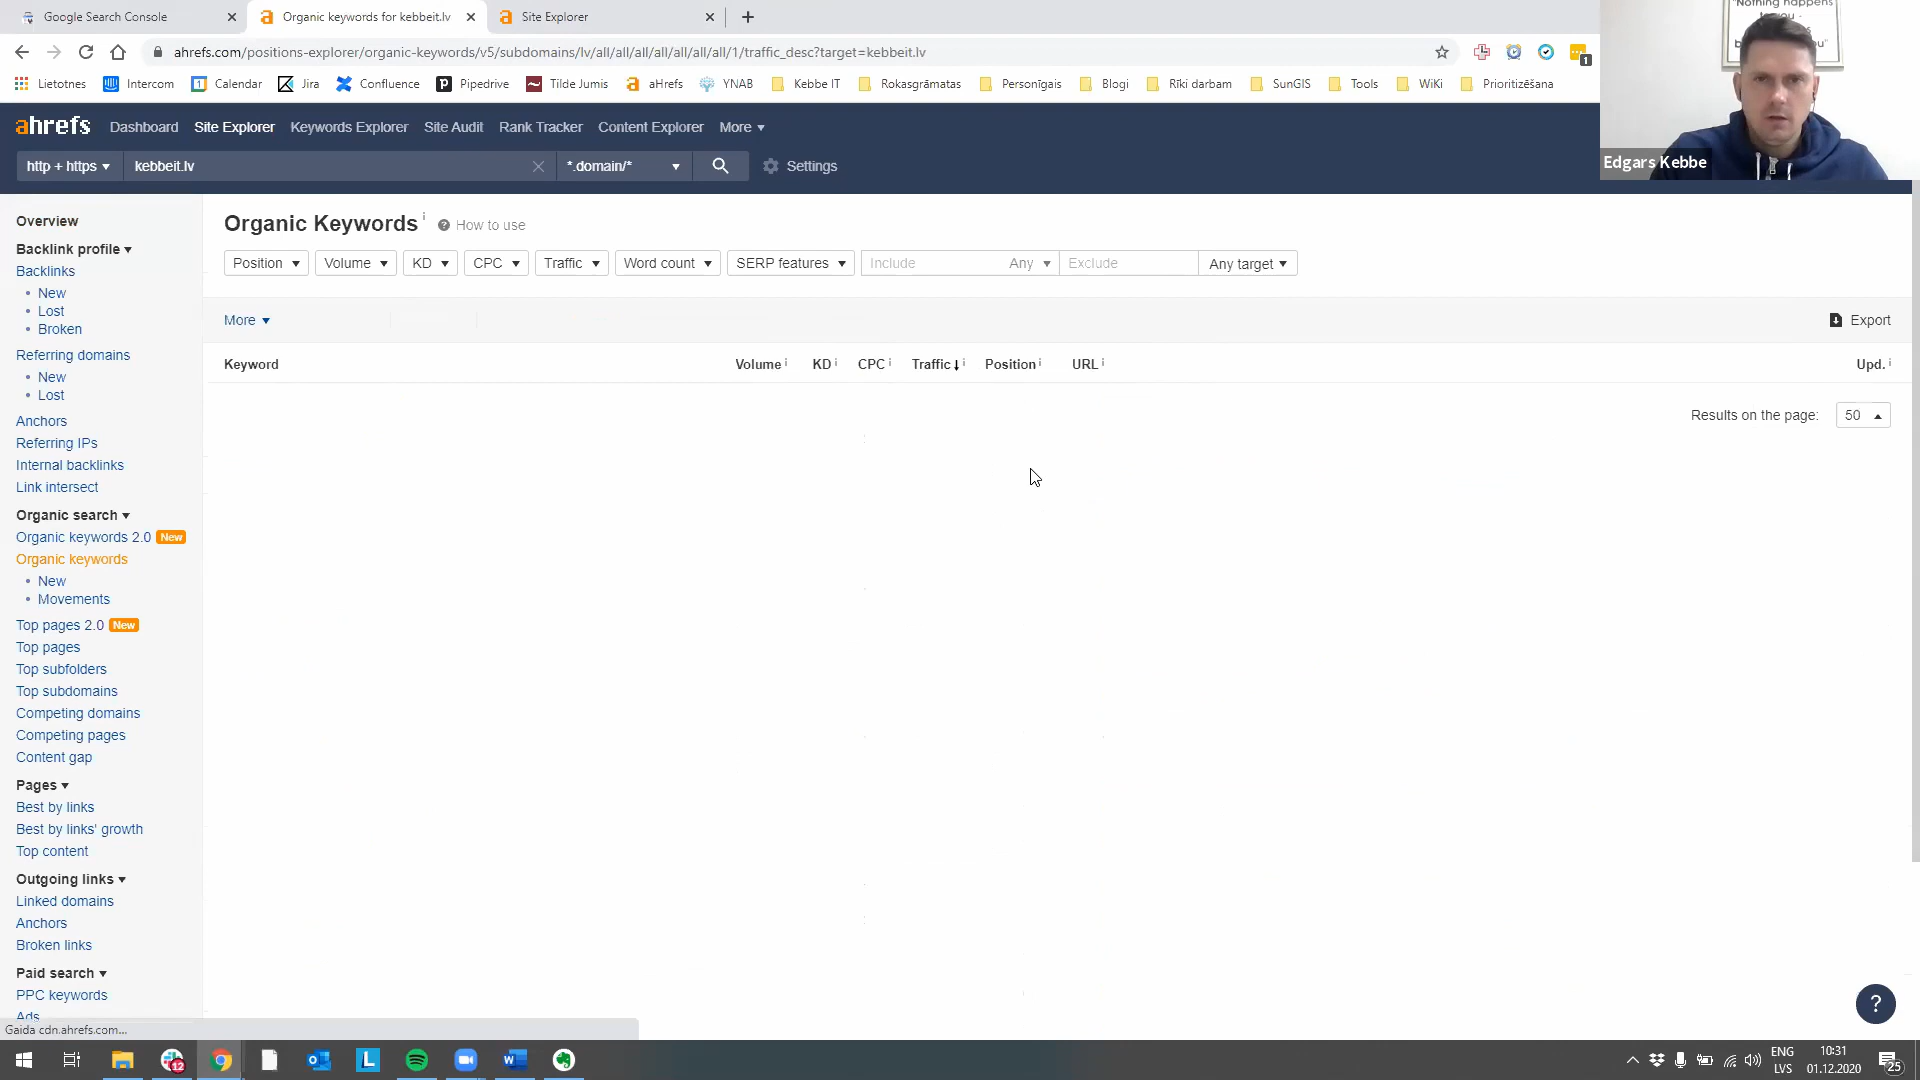 Google Search Console
Organic keywords for kebbeit.lv
Site Explorer
ahrefs.com/positions-explorer/organic-keywords/v5/subdomains/lv/all/all/all/all/all/all/all/1/traffic_desc?target=kebbeit.lv
1
"Nothing happens
Lietotnes
Intercom
Calendar
Jira
Confluence
Pipedrive
Tilde Jumis
aHrefs
YNAB
Kebbe IT
Rokasgrāmatas
Personīgais
Blogi
Rīki darbam
SunGIS
Tools
WiKi
Prioritizēšana
ahrefs
Dashboard
Site Explorer
Keywords Explorer
Site Audit
Rank Tracker
Content Explorer
More
http + https
kebbeit.lv
*.domain/*
Settings
Edgars Kebbe
Overview
Backlink profile
Backlinks
New
Lost
Broken
Referring domains
New
Lost
Anchors
Referring IPs
Internal backlinks
Link intersect
Organic search
Organic keywords 2.0 New
Organic keywords
New
Movements
Top pages 2.0 New
Top pages
Top subfolders
Top subdomains
Competing domains
Competing pages
Content gap
Pages
Best by links
Best by links' growth
Top content
Outgoing links
Linked domains
Anchors
Broken links
Paid search
PPC keywords
Ads
Organic Keywords
How to use
Position
Volume
KD
CPC
Traffic
Word count
SERP features
Include
Any
Exclude
Any target
More
Export
Keyword
Volume
KD
CPC
Traffic
Position
URL
Upd.
Results on the page:
50
?
Gaida cdn.ahrefs.com...
12
ENG
LVS
10:31
01.12.2020
25